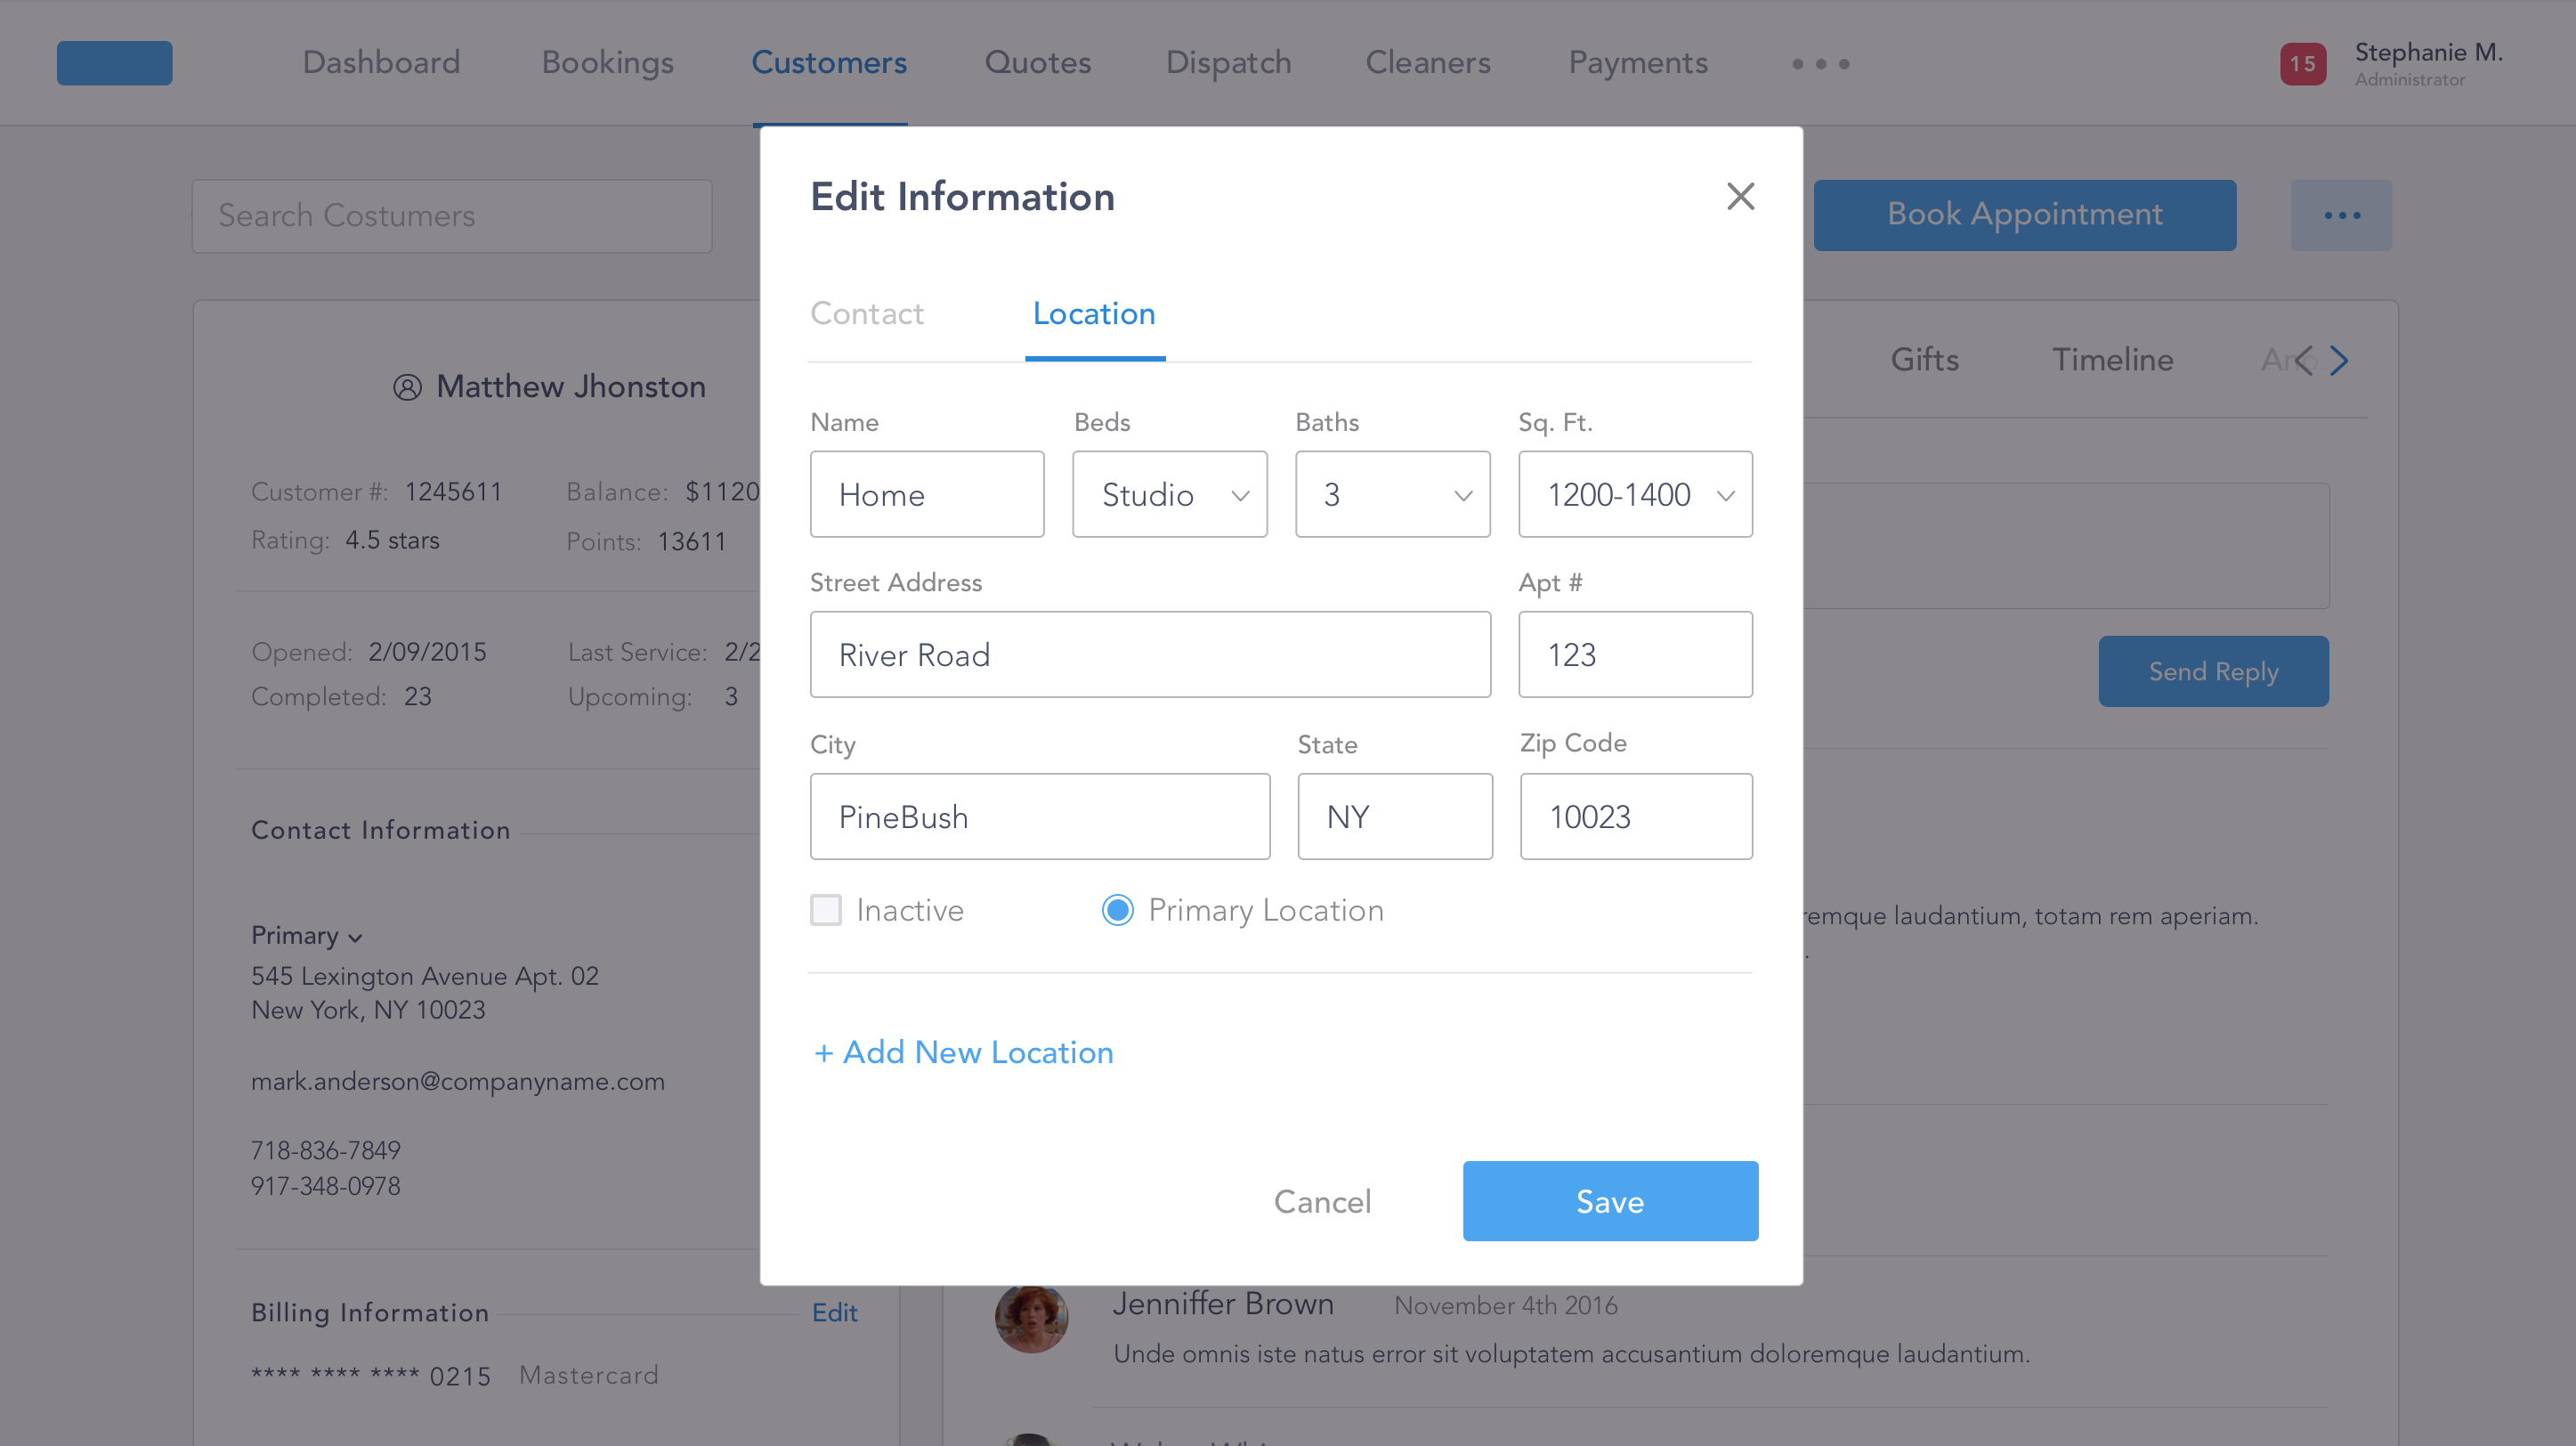 Dashboard Bookings Customers Quotes Dispatch Cleaners Payments
15 Stephanie M.
Administrator
Search Costumers
Book Appointment
Matthew Jhonston
Customer #: 1245611 Balance: $1120
Rating: 4.5 stars Points: 13611
Opened: 2/09/2015 Last Service: 2/2
Completed: 23 Upcoming: 3
Contact Information
Primary
545 Lexington Avenue Apt. 02
New York, NY 10023
mark.anderson@companyname.com
718-836-7849
917-348-0978
Billing Information Edit
**** **** **** 0215 Mastercard
Edit Information
Contact Location
Name Beds Baths Sq. Ft.
Home Studio 3 1200-1400
Street Address Apt #
River Road 123
City State Zip Code
PineBush NY 10023
Inactive Primary Location
+ Add New Location
Cancel Save
Gifts Timeline
Send Reply
remque laudantium, totam rem aperiam.
Jenniffer Brown November 4th 2016
Unde omnis iste natus error sit voluptatem accusantium doloremque laudantium.